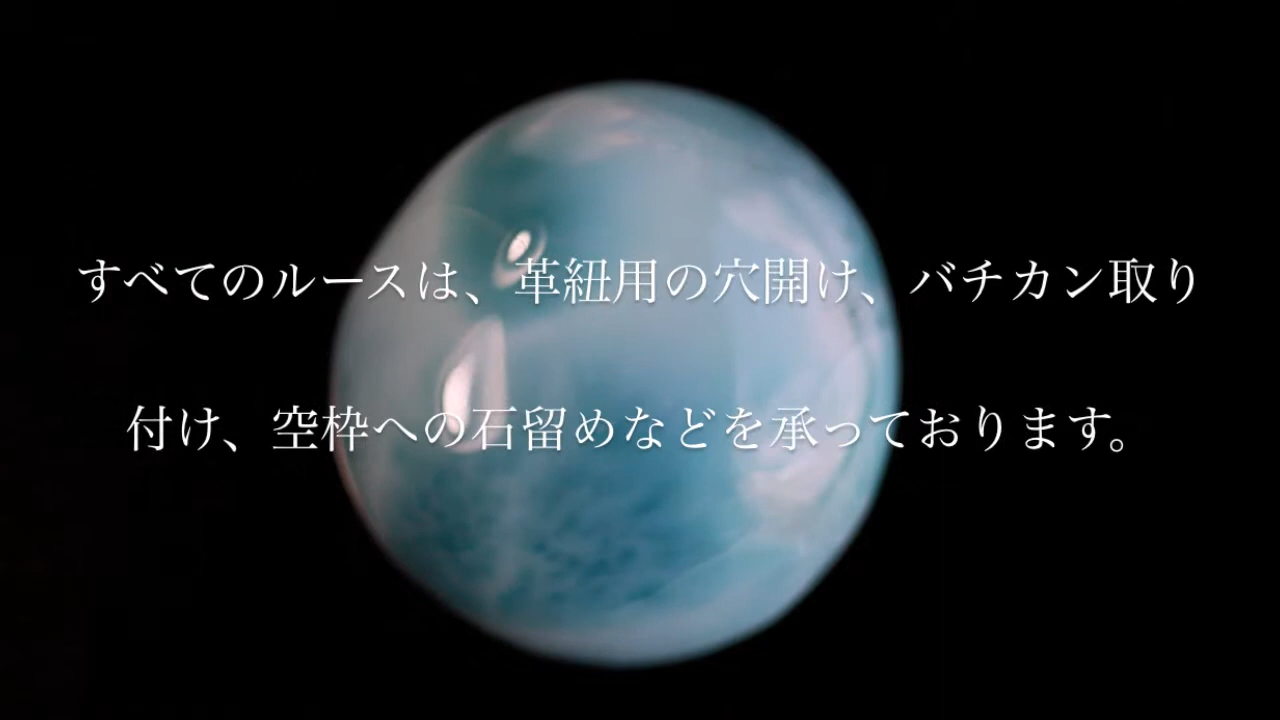 すべてのルースは、革紐用の穴開け、バチカン取り
付け、空枠への石留めなどを承っております。